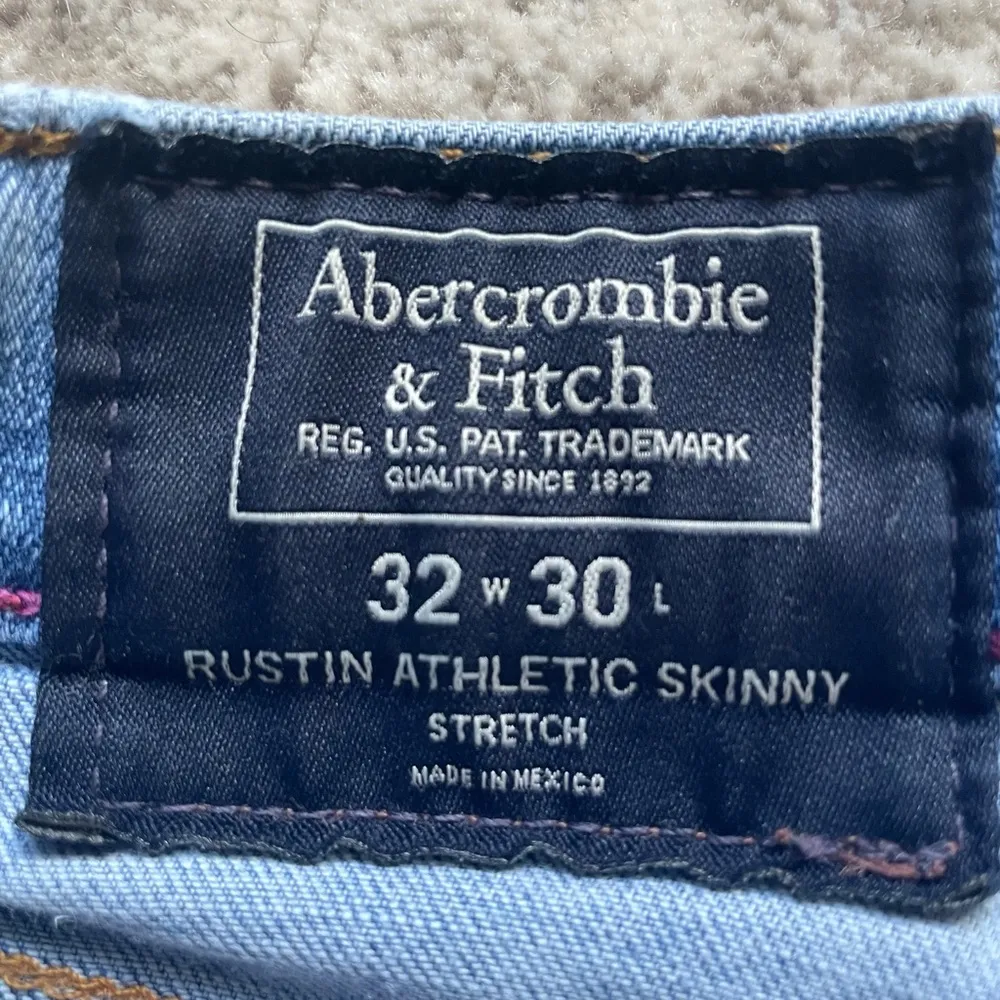 Abercrombie
& Fitch
REG. U.S. PAT. TRADEMARK
QUALITY SINCE 1892
32 W 30 L
RUSTIN ATHLETIC SKINNY
STRETCH
MADE IN MEXICO